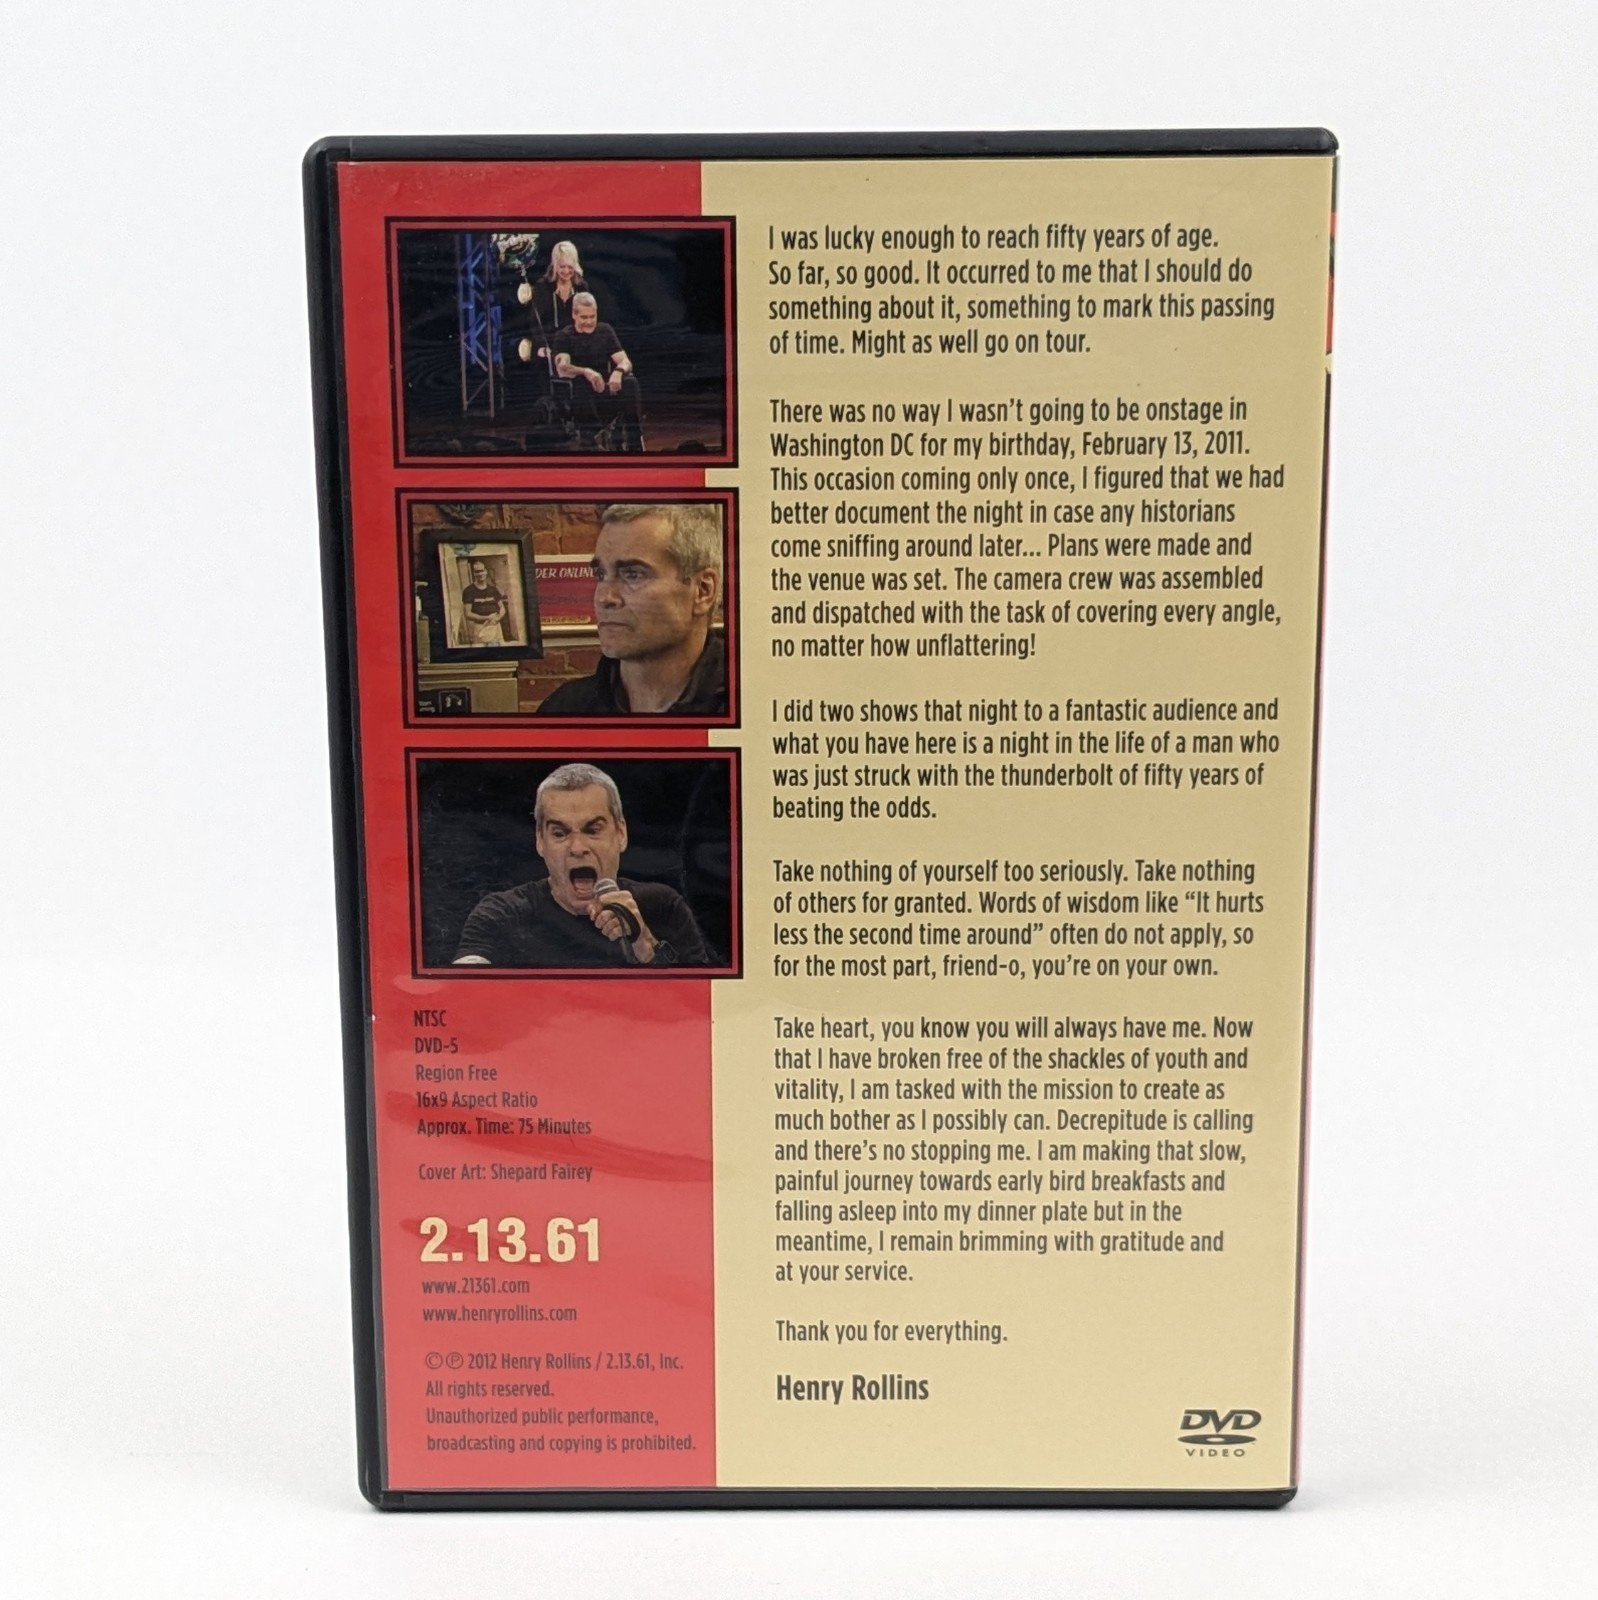 I was lucky enough to reach fifty years of age.
So far, so good. It occurred to me that I should do
something about it, something to mark this passing
of time. Might as well go on tour.
There was no way I wasn't going to be onstage in
Washington DC for my birthday, February 13, 2011.
This occasion coming only once, I figured that we had
better document the night in case any historians
come sniffing around later... Plans were made and
the venue was set. The camera crew was assembled
and dispatched with the task of covering every angle,
no matter how unflattering!
I did two shows that night to a fantastic audience and
what you have here is a night in the life of a man who
was just struck with the thunderbolt of fifty years of
beating the odds.
Take nothing of yourself too seriously. Take nothing
of others for granted. Words of wisdom like “It hurts
less the second time around” often do not apply, so
for the most part, friend-o, you're on your own.
Take heart, you know you will always have me. Now
that I have broken free of the shackles of youth and
vitality, I am tasked with the mission to create as
much bother as I possibly can. Decrepitude is calling
and there's no stopping me. I am making that slow,
painful journey towards early bird breakfasts and
falling asleep into my dinner plate but in the
meantime, I remain brimming with gratitude and
at your service.
Thank you for everything.
Henry Rollins
DER ONLIN
NTSC
DVD-5
Region Free
16x9 Aspect Ratio
Approx. Time: 75 Minutes
Cover Art: Shepard Fairey
2.13.61
www.21361.com
www.henryrollins.com
©℗ 2012 Henry Rollins / 2.13.61, Inc.
All rights reserved.
Unauthorized public performance,
broadcasting and copying is prohibited.
DVD
VIDEO